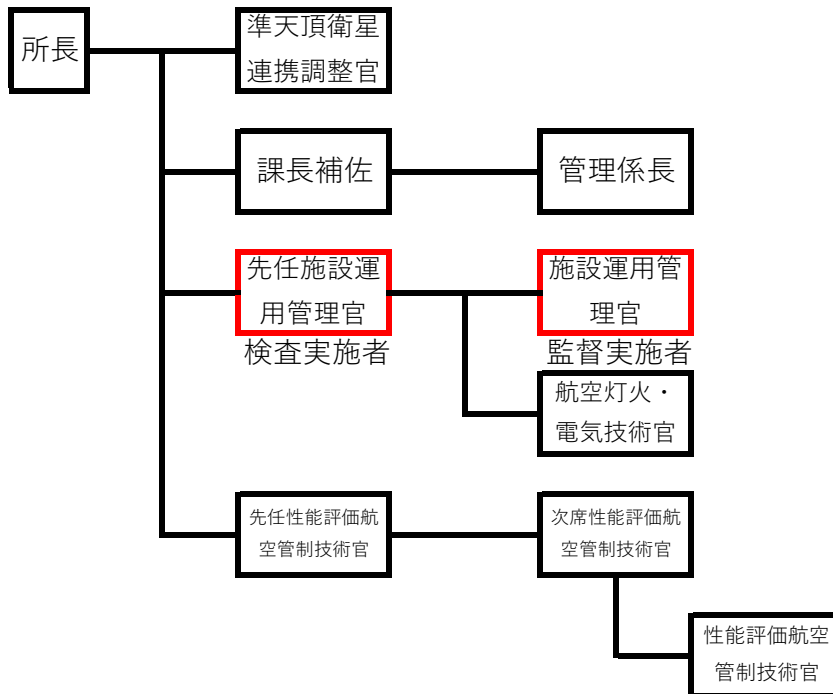 所長
準天頂衛星
連携調整官
課長補佐
管理係長
先任施設運
用管理官
検査実施者
施設運用管
理官
監督実施者
航空灯火・
電気技術官
先任性能評価航
空管制技術官
次席性能評価航
空管制技術官
性能評価航空
管制技術官